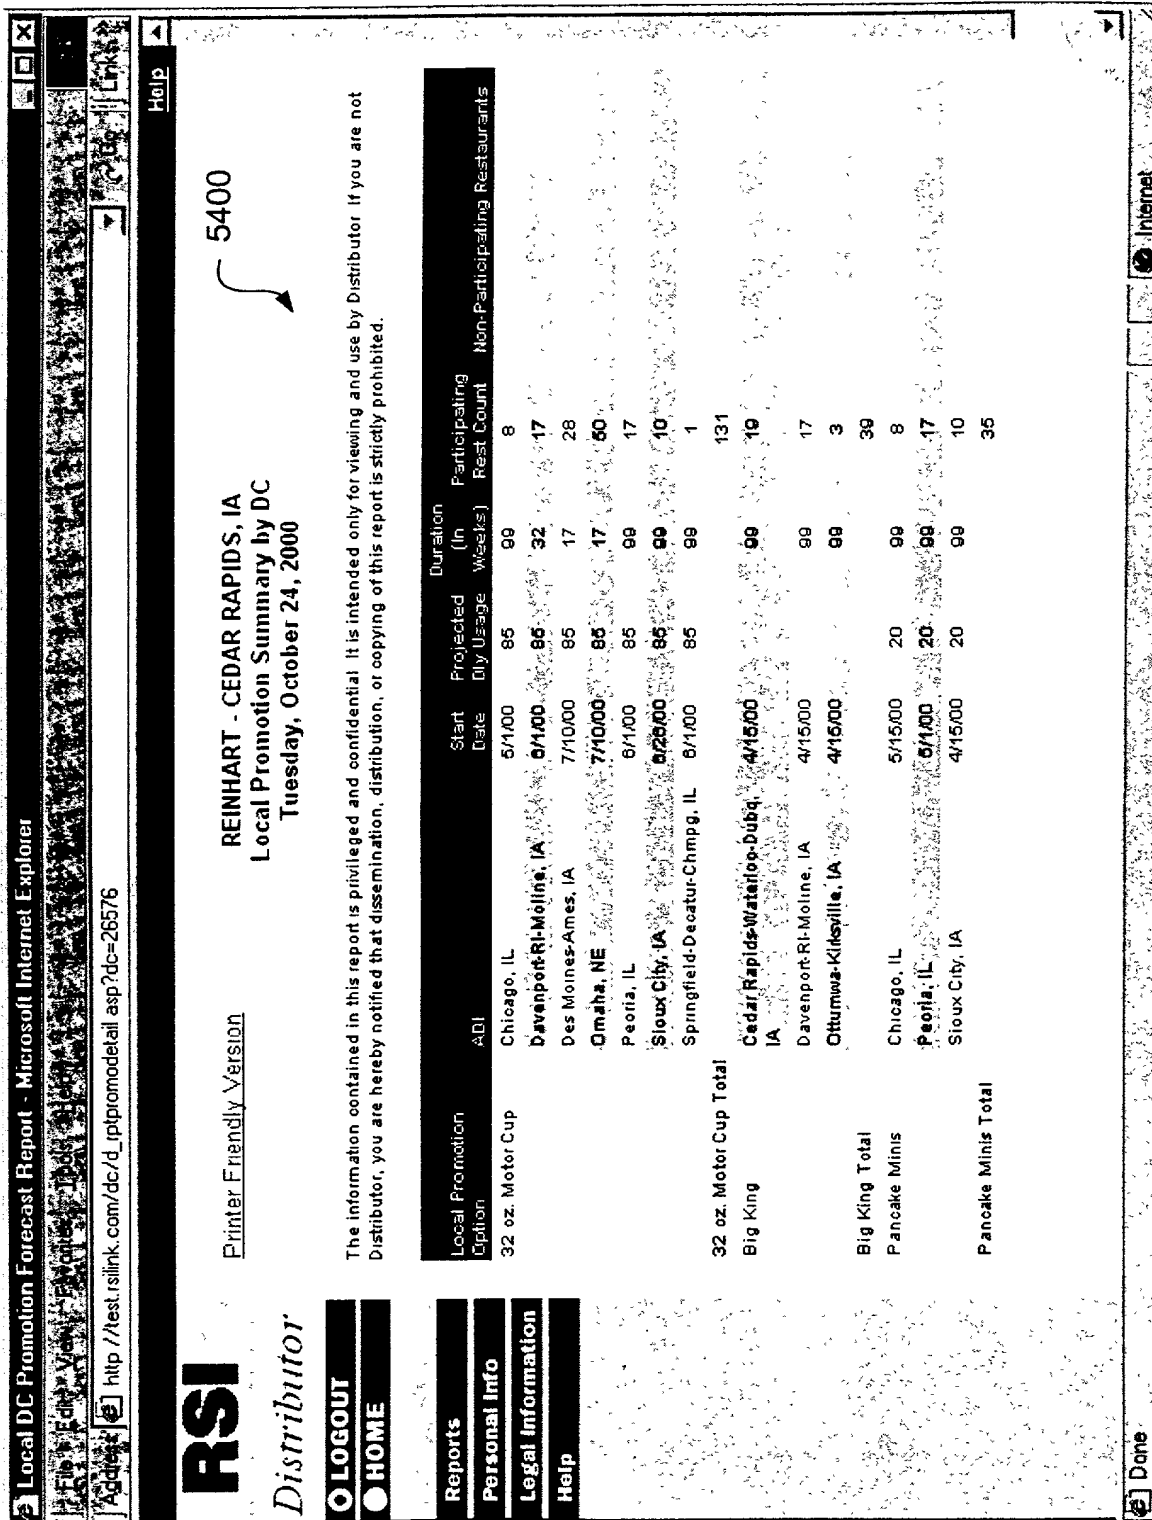 Local DC Promotion Forecast Report - Microsoft Internet Explorer
File Edit View Favorites Tools Help
Address http //test.rsilink.com/dc/d_rptpromodetail asp?dc=26576 Go Links
Help
RSI
Distributor
LOGOUT
HOME
Reports
Personal Info
Legal Information
Help
Printer Friendly Version
REINHART - CEDAR RAPIDS, IA
Local Promotion Summary by DC
Tuesday, October 24, 2000
5400
The information contained in this report is privileged and confidential It is intended only for viewing and use by Distributor If you are not
Distributor, you are hereby notified that dissemination, distribution, or copying of this report is strictly prohibited.
Local Promotion Option ADI Start Date Projected Dly Usage Duration (In Weeks) Participating Rest Count Non-Participating Restaurants
32 oz. Motor Cup Chicago, IL 5/1/00 85 99 8
Davenport-RI-Moline, IA 6/1/00 85 32 17
Des Moines-Ames, IA 7/10/00 85 17 28
Omaha, NE 7/10/00 85 17 50
Peoria, IL 6/1/00 85 99 17
Sioux City, IA 6/26/00 85 99 10
Springfield-Decatur-Chmpg, IL 6/1/00 85 99 1
32 oz. Motor Cup Total 131
Big King Cedar Rapids-Waterloo-Dubq, 4/15/00 99 19
IA
Davenport-RI-Moline, IA 4/15/00 99 17
Ottumwa-Kirksville, IA 4/15/00 99 3
Big King Total 39
Pancake Minis Chicago, IL 5/15/00 20 99 8
Peoria, IL 5/1/00 20 99 17
Sioux City, IA 4/15/00 20 99 10
Pancake Minis Total 35
Done Internet